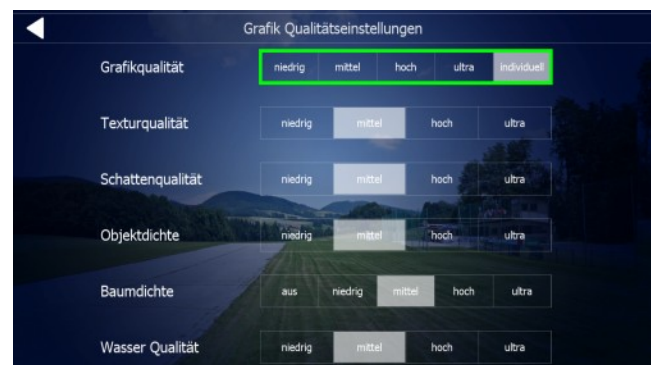 Grafik Qualitätseinstellungen
Grafikqualität niedrig mittel hoch ultra individuell
Texturqualität niedrig mittel hoch ultra
Schattenqualität niedrig mittel hoch ultra
Objektdichte niedrig mittel hoch ultra
Baumdichte aus niedrig mittel hoch ultra
Wasser Qualität niedrig mittel hoch ultra